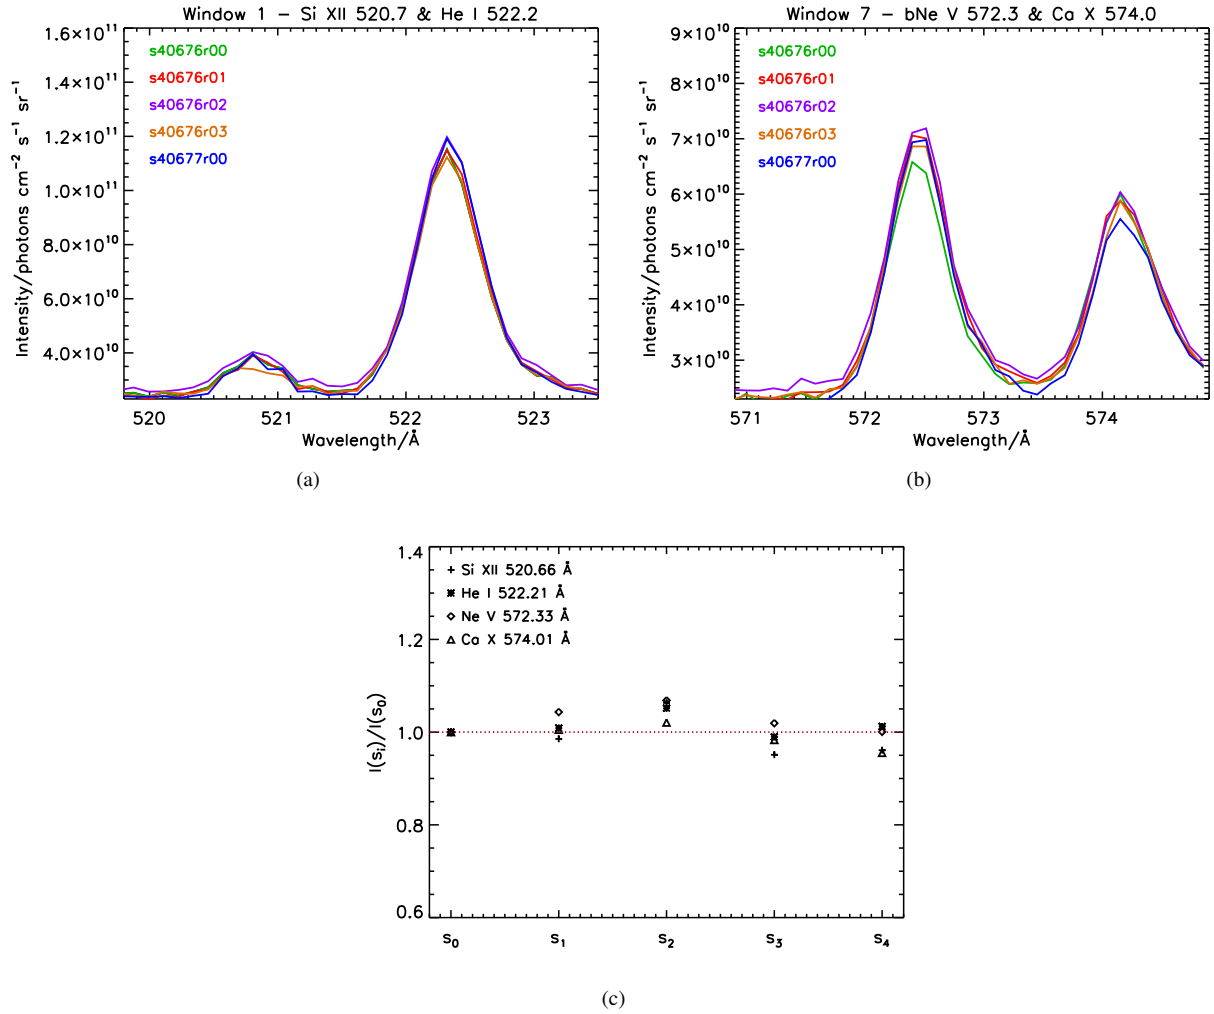 Window 1 – Si XII 520.7 & He I 522.2
Intensity/photons cm⁻² s⁻¹ sr⁻¹
1.6×10¹¹
1.4×10¹¹
1.2×10¹¹
1.0×10¹¹
8.0×10¹⁰
6.0×10¹⁰
4.0×10¹⁰
s40676r00
s40676r01
s40676r02
s40676r03
s40677r00
520 521 522 523
Wavelength/Å
(a)
Window 7 – bNe V 572.3 & Ca X 574.0
Intensity/photons cm⁻² s⁻¹ sr⁻¹
9×10¹⁰
8×10¹⁰
7×10¹⁰
6×10¹⁰
5×10¹⁰
4×10¹⁰
3×10¹⁰
s40676r00
s40676r01
s40676r02
s40676r03
s40677r00
571 572 573 574
Wavelength/Å
(b)
I(sᵢ)/I(s₀)
1.4
1.2
1.0
0.8
0.6
Si XII 520.66 Å
He I 522.21 Å
Ne V 572.33 Å
Ca X 574.01 Å
s₀ s₁ s₂ s₃ s₄
(c)